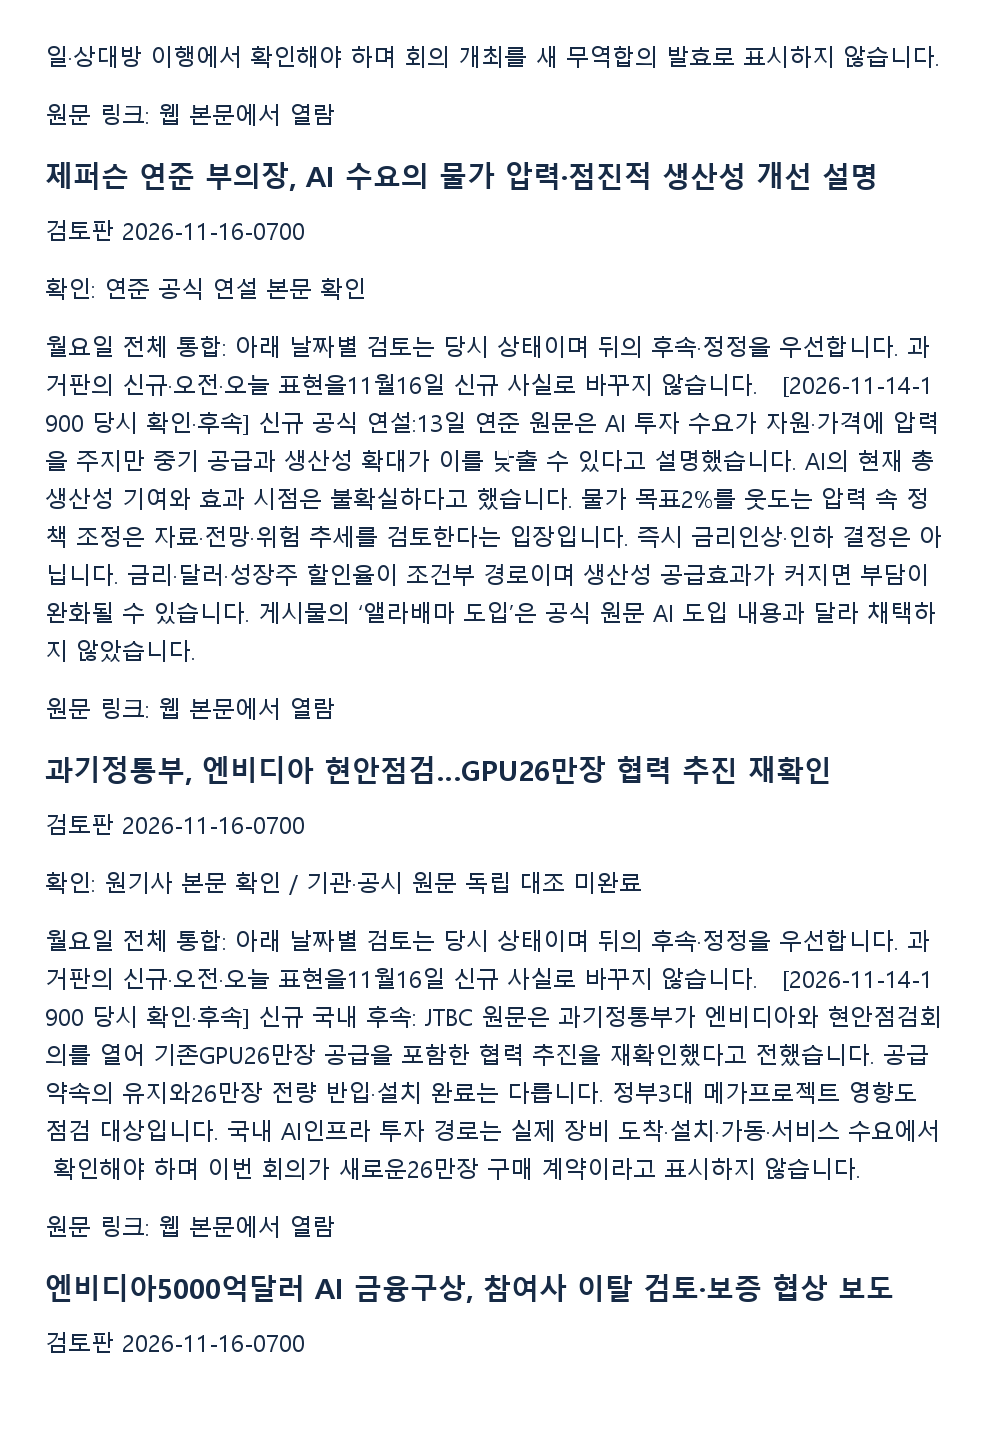 일·상대방 이행에서 확인해야 하며 회의 개최를 새 무역합의 발효로 표시하지 않습니다.
원문 링크: 웹 본문에서 열람
제퍼슨 연준 부의장, AI 수요의 물가 압력·점진적 생산성 개선 설명
검토판 2026-11-16-0700
확인: 연준 공식 연설 본문 확인
월요일 전체 통합: 아래 날짜별 검토는 당시 상태이며 뒤의 후속·정정을 우선합니다. 과
거판의 신규·오전·오늘 표현을11월16일 신규 사실로 바꾸지 않습니다. [2026-11-14-1
900 당시 확인·후속] 신규 공식 연설:13일 연준 원문은 AI 투자 수요가 자원·가격에 압력
을 주지만 중기 공급과 생산성 확대가 이를 낮출 수 있다고 설명했습니다. AI의 현재 총
생산성 기여와 효과 시점은 불확실하다고 했습니다. 물가 목표2%를 웃도는 압력 속 정
책 조정은 자료·전망·위험 추세를 검토한다는 입장입니다. 즉시 금리인상·인하 결정은 아
닙니다. 금리·달러·성장주 할인율이 조건부 경로이며 생산성 공급효과가 커지면 부담이
완화될 수 있습니다. 게시물의 ‘앨라배마 도입’은 공식 원문 AI 도입 내용과 달라 채택하
지 않았습니다.
원문 링크: 웹 본문에서 열람
과기정통부, 엔비디아 현안점검…GPU26만장 협력 추진 재확인
검토판 2026-11-16-0700
확인: 원기사 본문 확인 / 기관·공시 원문 독립 대조 미완료
월요일 전체 통합: 아래 날짜별 검토는 당시 상태이며 뒤의 후속·정정을 우선합니다. 과
거판의 신규·오전·오늘 표현을11월16일 신규 사실로 바꾸지 않습니다. [2026-11-14-1
900 당시 확인·후속] 신규 국내 후속: JTBC 원문은 과기정통부가 엔비디아와 현안점검회
의를 열어 기존GPU26만장 공급을 포함한 협력 추진을 재확인했다고 전했습니다. 공급
약속의 유지와26만장 전량 반입·설치 완료는 다릅니다. 정부3대 메가프로젝트 영향도
점검 대상입니다. 국내 AI인프라 투자 경로는 실제 장비 도착·설치·가동·서비스 수요에서
확인해야 하며 이번 회의가 새로운26만장 구매 계약이라고 표시하지 않습니다.
원문 링크: 웹 본문에서 열람
엔비디아5000억달러 AI 금융구상, 참여사 이탈 검토·보증 협상 보도
검토판 2026-11-16-0700